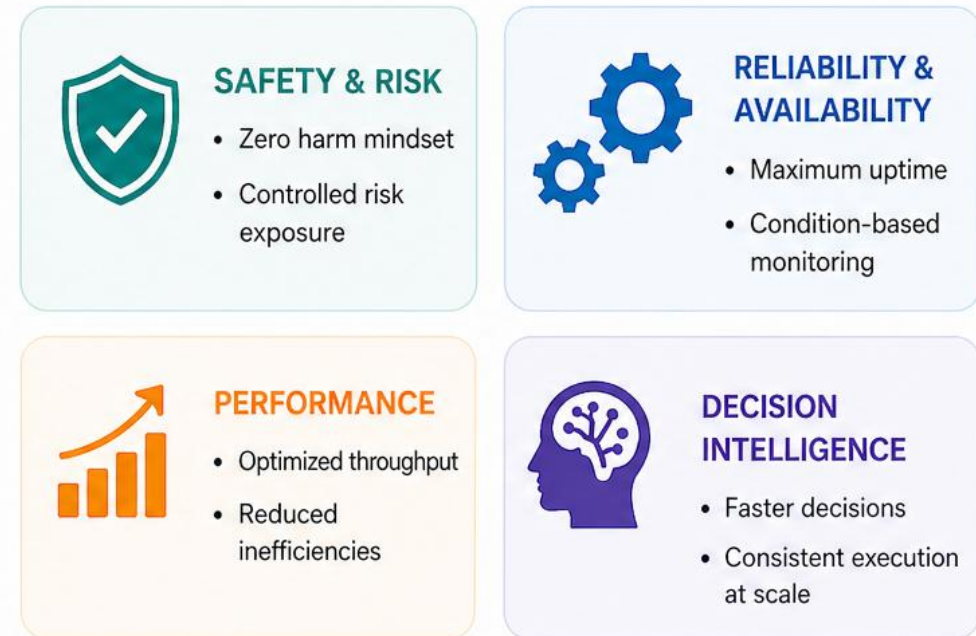 SAFETY & RISK
• Zero harm mindset
• Controlled risk
exposure
RELIABILITY &
AVAILABILITY
• Maximum uptime
• Condition-based
monitoring
PERFORMANCE
• Optimized throughput
• Reduced
inefficiencies
DECISION
INTELLIGENCE
• Faster decisions
• Consistent execution
at scale